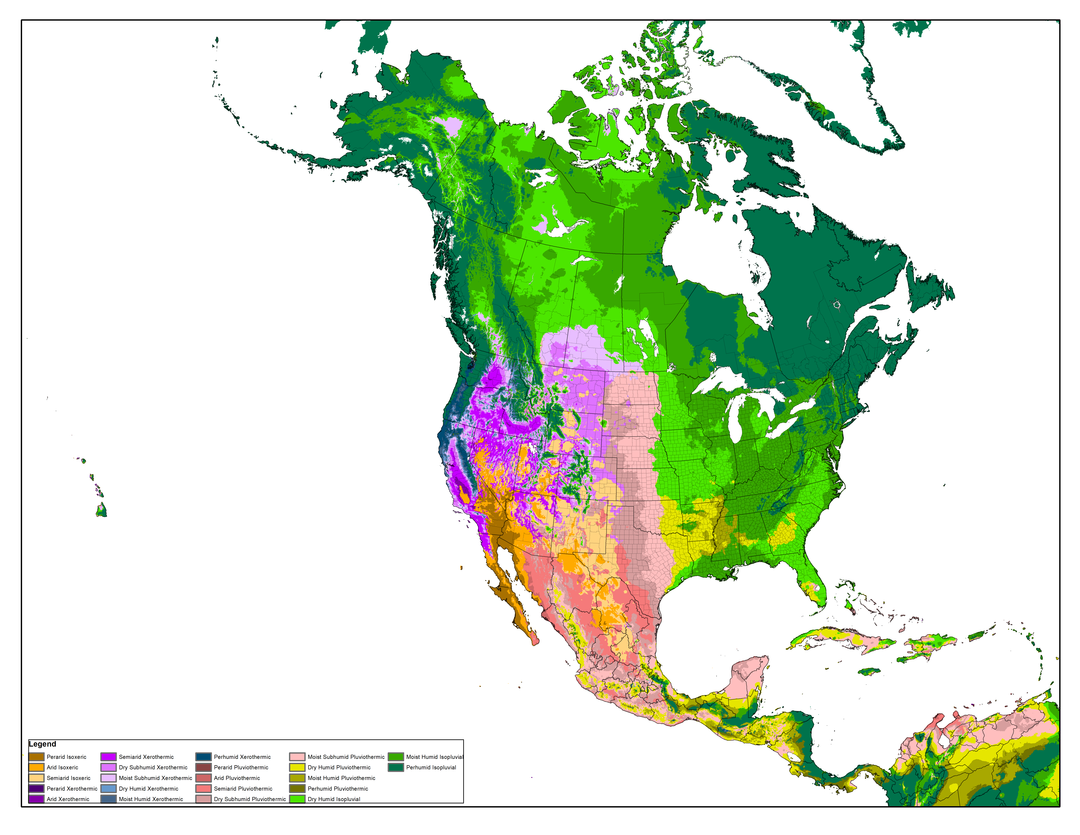 Legend
Perarid Isoxeric
Arid Isoxeric
Semiarid Isoxeric
Perarid Xerothermic
Arid Xerothermic
Semiarid Xerothermic
Dry Subhumid Xerothermic
Moist Subhumid Xerothermic
Dry Humid Xerothermic
Moist Humid Xerothermic
Perhumid Xerothermic
Perarid Pluviothermic
Arid Pluviothermic
Semiarid Pluviothermic
Dry Subhumid Pluviothermic
Moist Subhumid Pluviothermic
Dry Humid Pluviothermic
Moist Humid Pluviothermic
Perhumid Pluviothermic
Dry Humid Isopluvial
Moist Humid Isopluvial
Perhumid Isopluvial